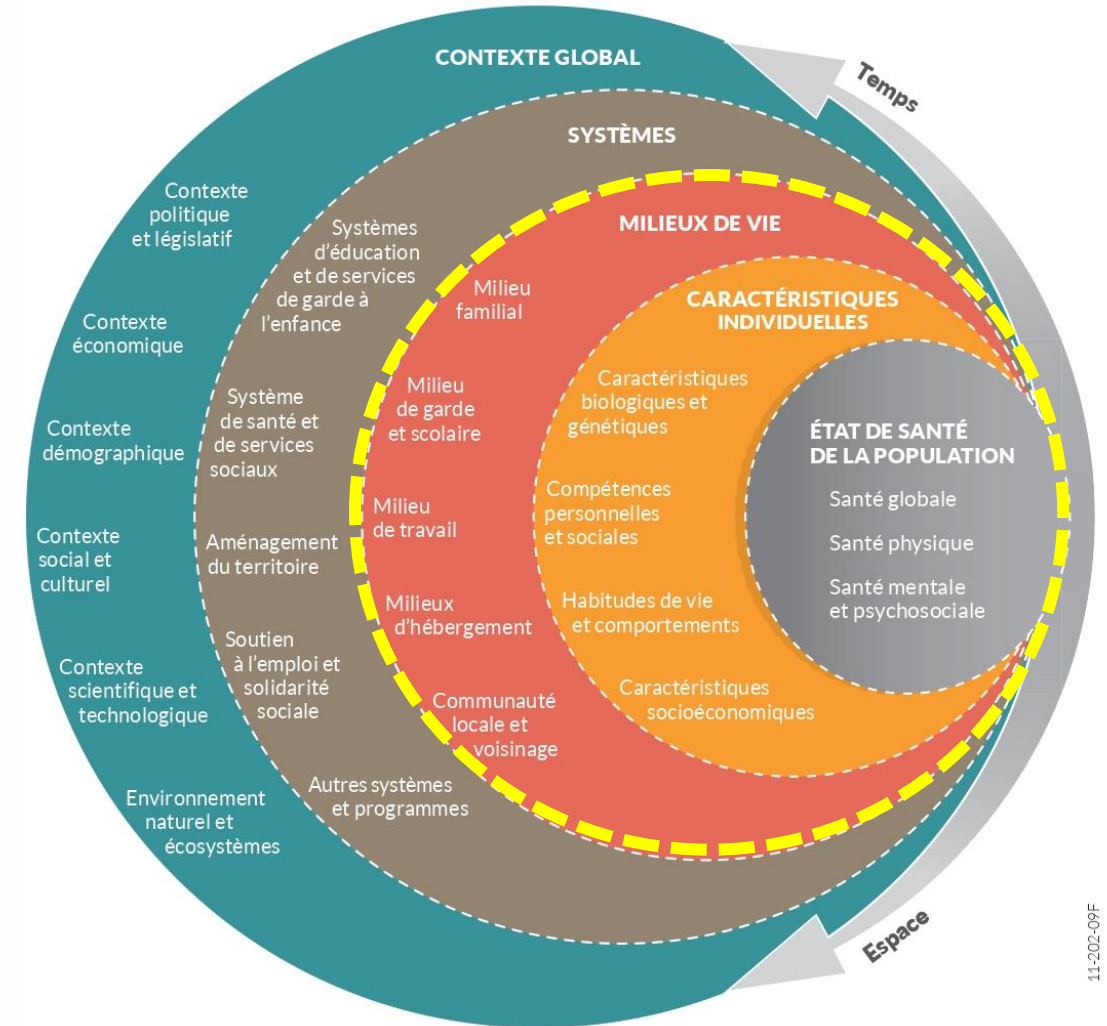 CONTEXTE GLOBAL
Temps
SYSTÈMES
MILIEUX DE VIE
CARACTÉRISTIQUES
INDIVIDUELLES
ÉTAT DE SANTÉ
DE LA POPULATION
Santé globale
Santé physique
Santé mentale
et psychosociale
Caractéristiques
biologiques et
génétiques
Compétences
personnelles
et sociales
Habitudes de vie
et comportements
Caractéristiques
socioéconomiques
Milieu
familial
Milieu
de garde
et scolaire
Milieu
de travail
Milieux
d’hébergement
Communauté
locale et
voisinage
Systèmes
d’éducation
et de services
de garde à
l’enfance
Système
de santé et
de services
sociaux
Aménagement
du territoire
Soutien
à l’emploi et
solidarité
sociale
Autres systèmes
et programmes
Contexte
politique
et législatif
Contexte
économique
Contexte
démographique
Contexte
social et
culturel
Contexte
scientifique et
technologique
Environnement
naturel et
écosystèmes
Espace
11-202-09F